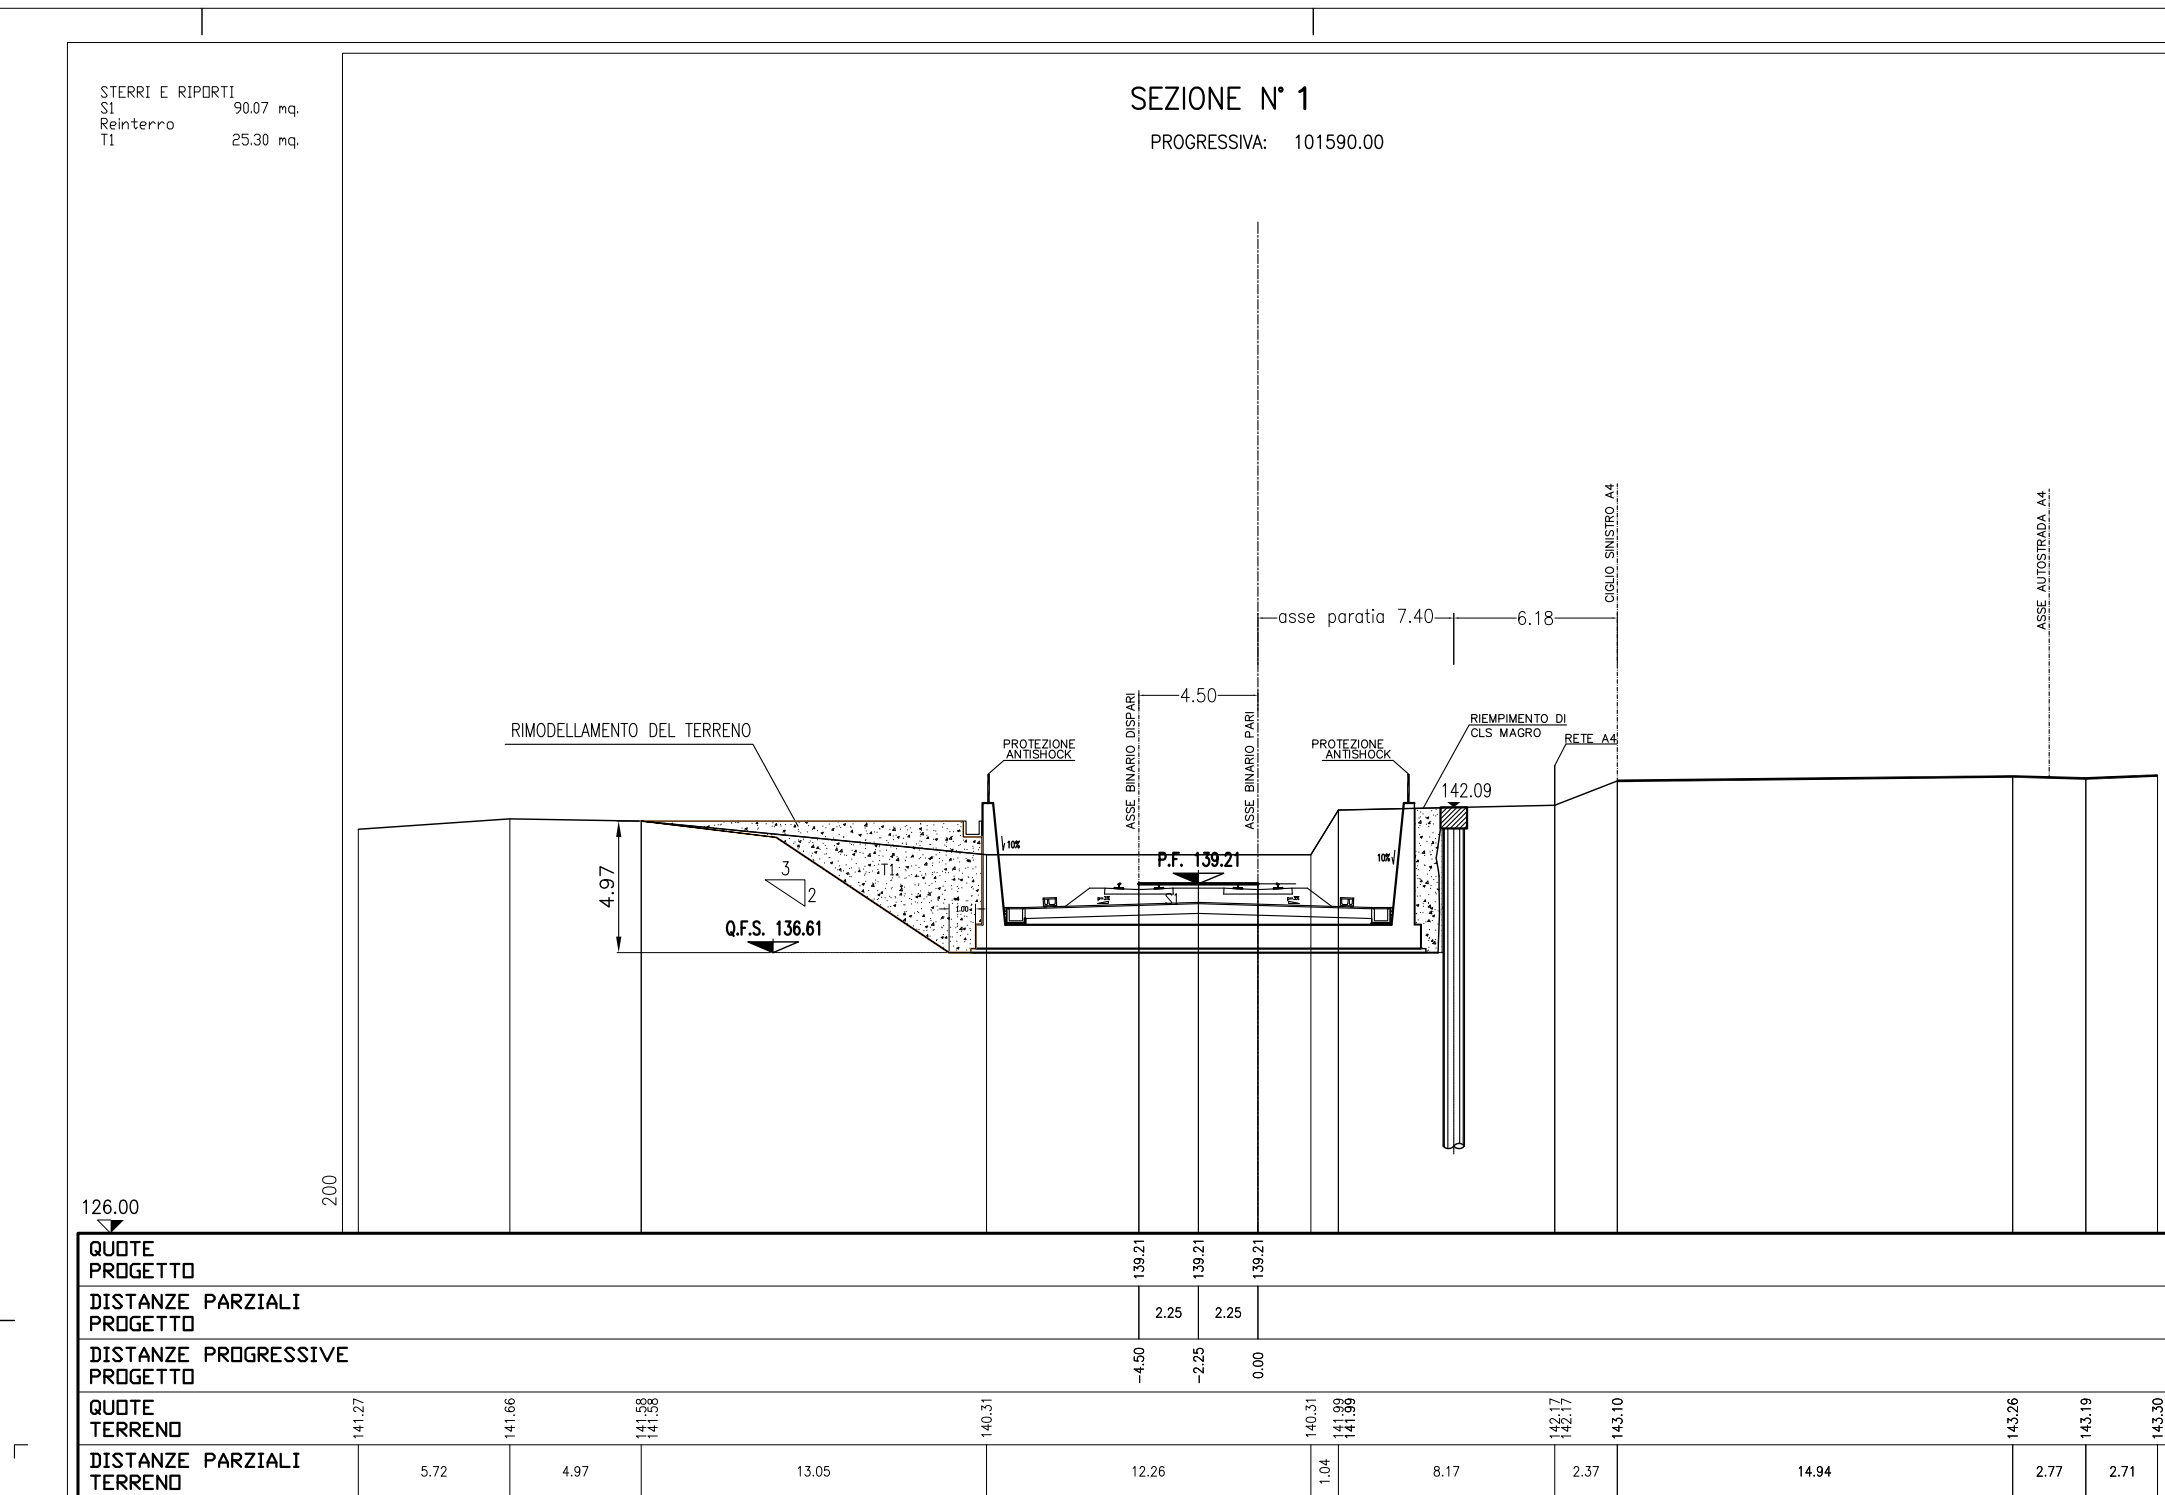 STERRI E RIPORTI
S1 90.07 mq.
Reinterro
T1 25.30 mq.
SEZIONE N° 1
PROGRESSIVA: 101590.00
CIGLIO SINISTRO A4
ASSE AUTOSTRADA A4
asse paratia 7.40
6.18
4.50
ASSE BINARIO DISPARI
ASSE BINARIO PARI
RIMODELLAMENTO DEL TERRENO
PROTEZIONE
ANTISHOCK
PROTEZIONE
ANTISHOCK
RIEMPIMENTO DI
CLS MAGRO
RETE A4
142.09
10%
10%
P.F. 139.21
4.97
3
2
T1
1.00
Q.F.S. 136.61
200
126.00
QUOTE
PROGETTO
139.21 139.21 139.21
DISTANZE PARZIALI
PROGETTO
2.25 2.25
DISTANZE PROGRESSIVE
PROGETTO
-4.50 -2.25 0.00
QUOTE
TERRENO
141.27 141.66 141.58 141.58 140.31 140.31 141.99 141.99 142.17 142.17 143.10 143.26 143.19 143.30
DISTANZE PARZIALI
TERRENO
5.72 4.97 13.05 12.26 1.04 8.17 2.37 14.94 2.77 2.71